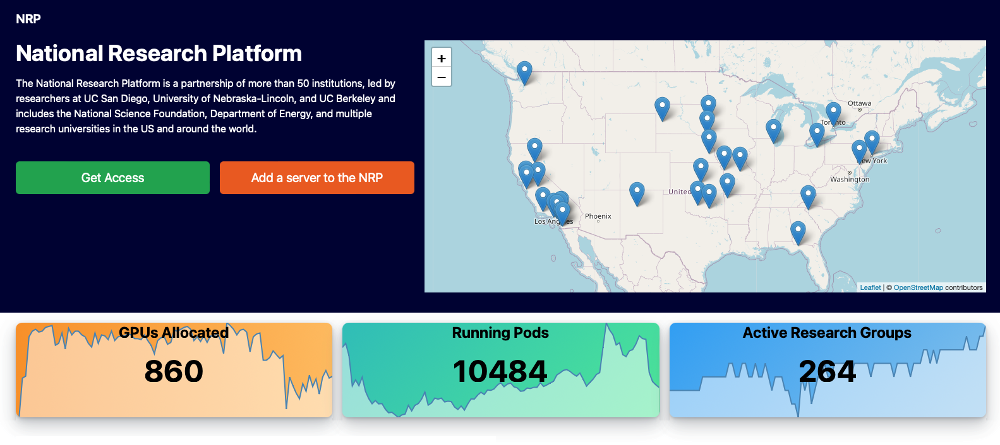 NRP
National Research Platform
The National Research Platform is a partnership of more than 50 institutions, led by
researchers at UC San Diego, University of Nebraska-Lincoln, and UC Berkeley and
includes the National Science Foundation, Department of Energy, and multiple
research universities in the US and around the world.
Get Access
Add a server to the NRP
+
−
Ottawa
Toronto
New York
Washington
United
Phoenix
Los Angeles
Leaflet | © OpenStreetMap contributors
GPUs Allocated
860
Running Pods
10484
Active Research Groups
264